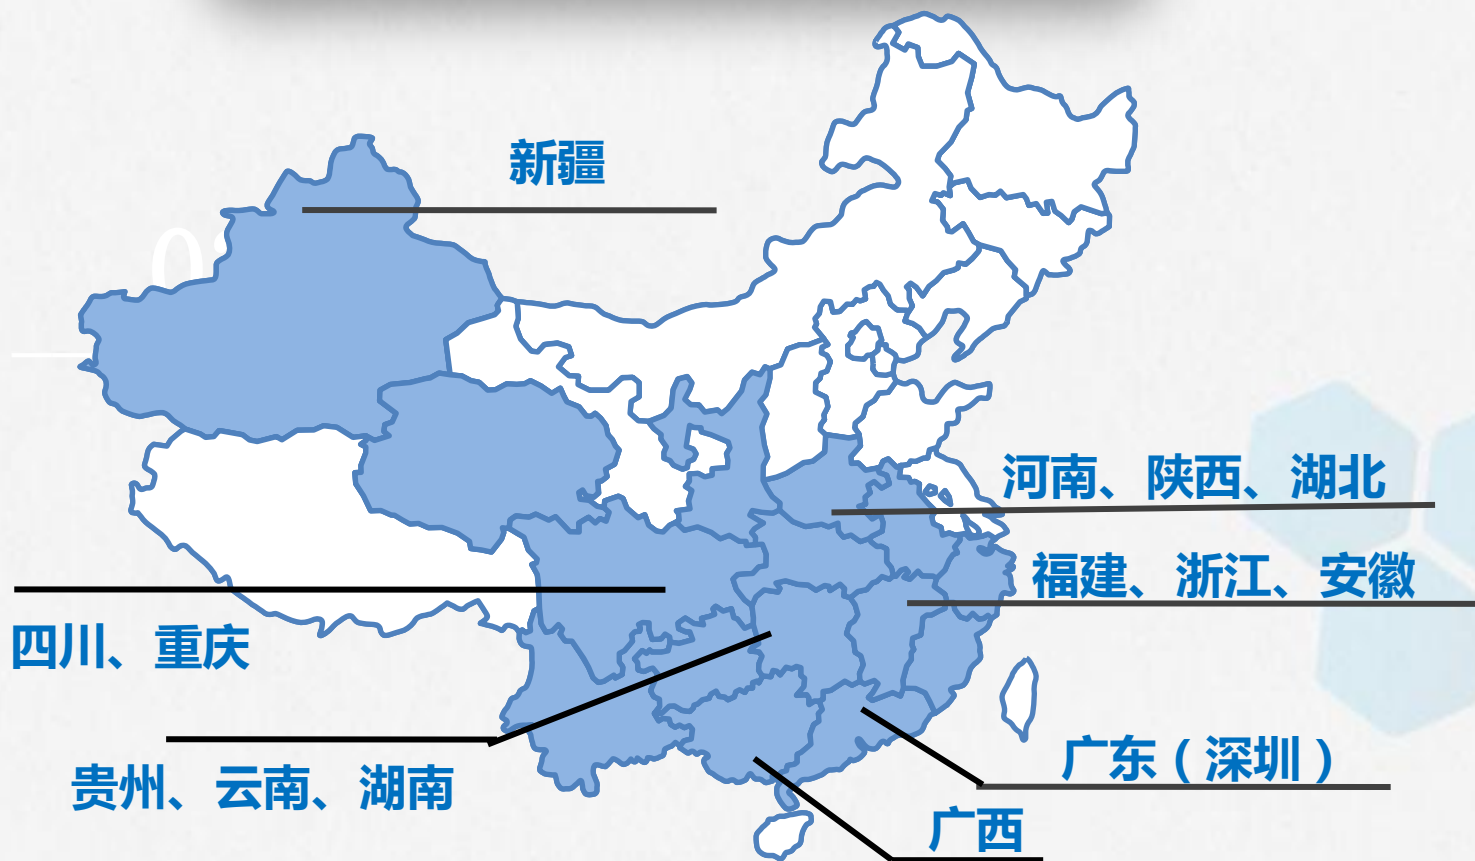 新疆
河南、陕西、湖北
福建、浙江、安徽
四川、重庆
广东（深圳）
贵州、云南、湖南
广西